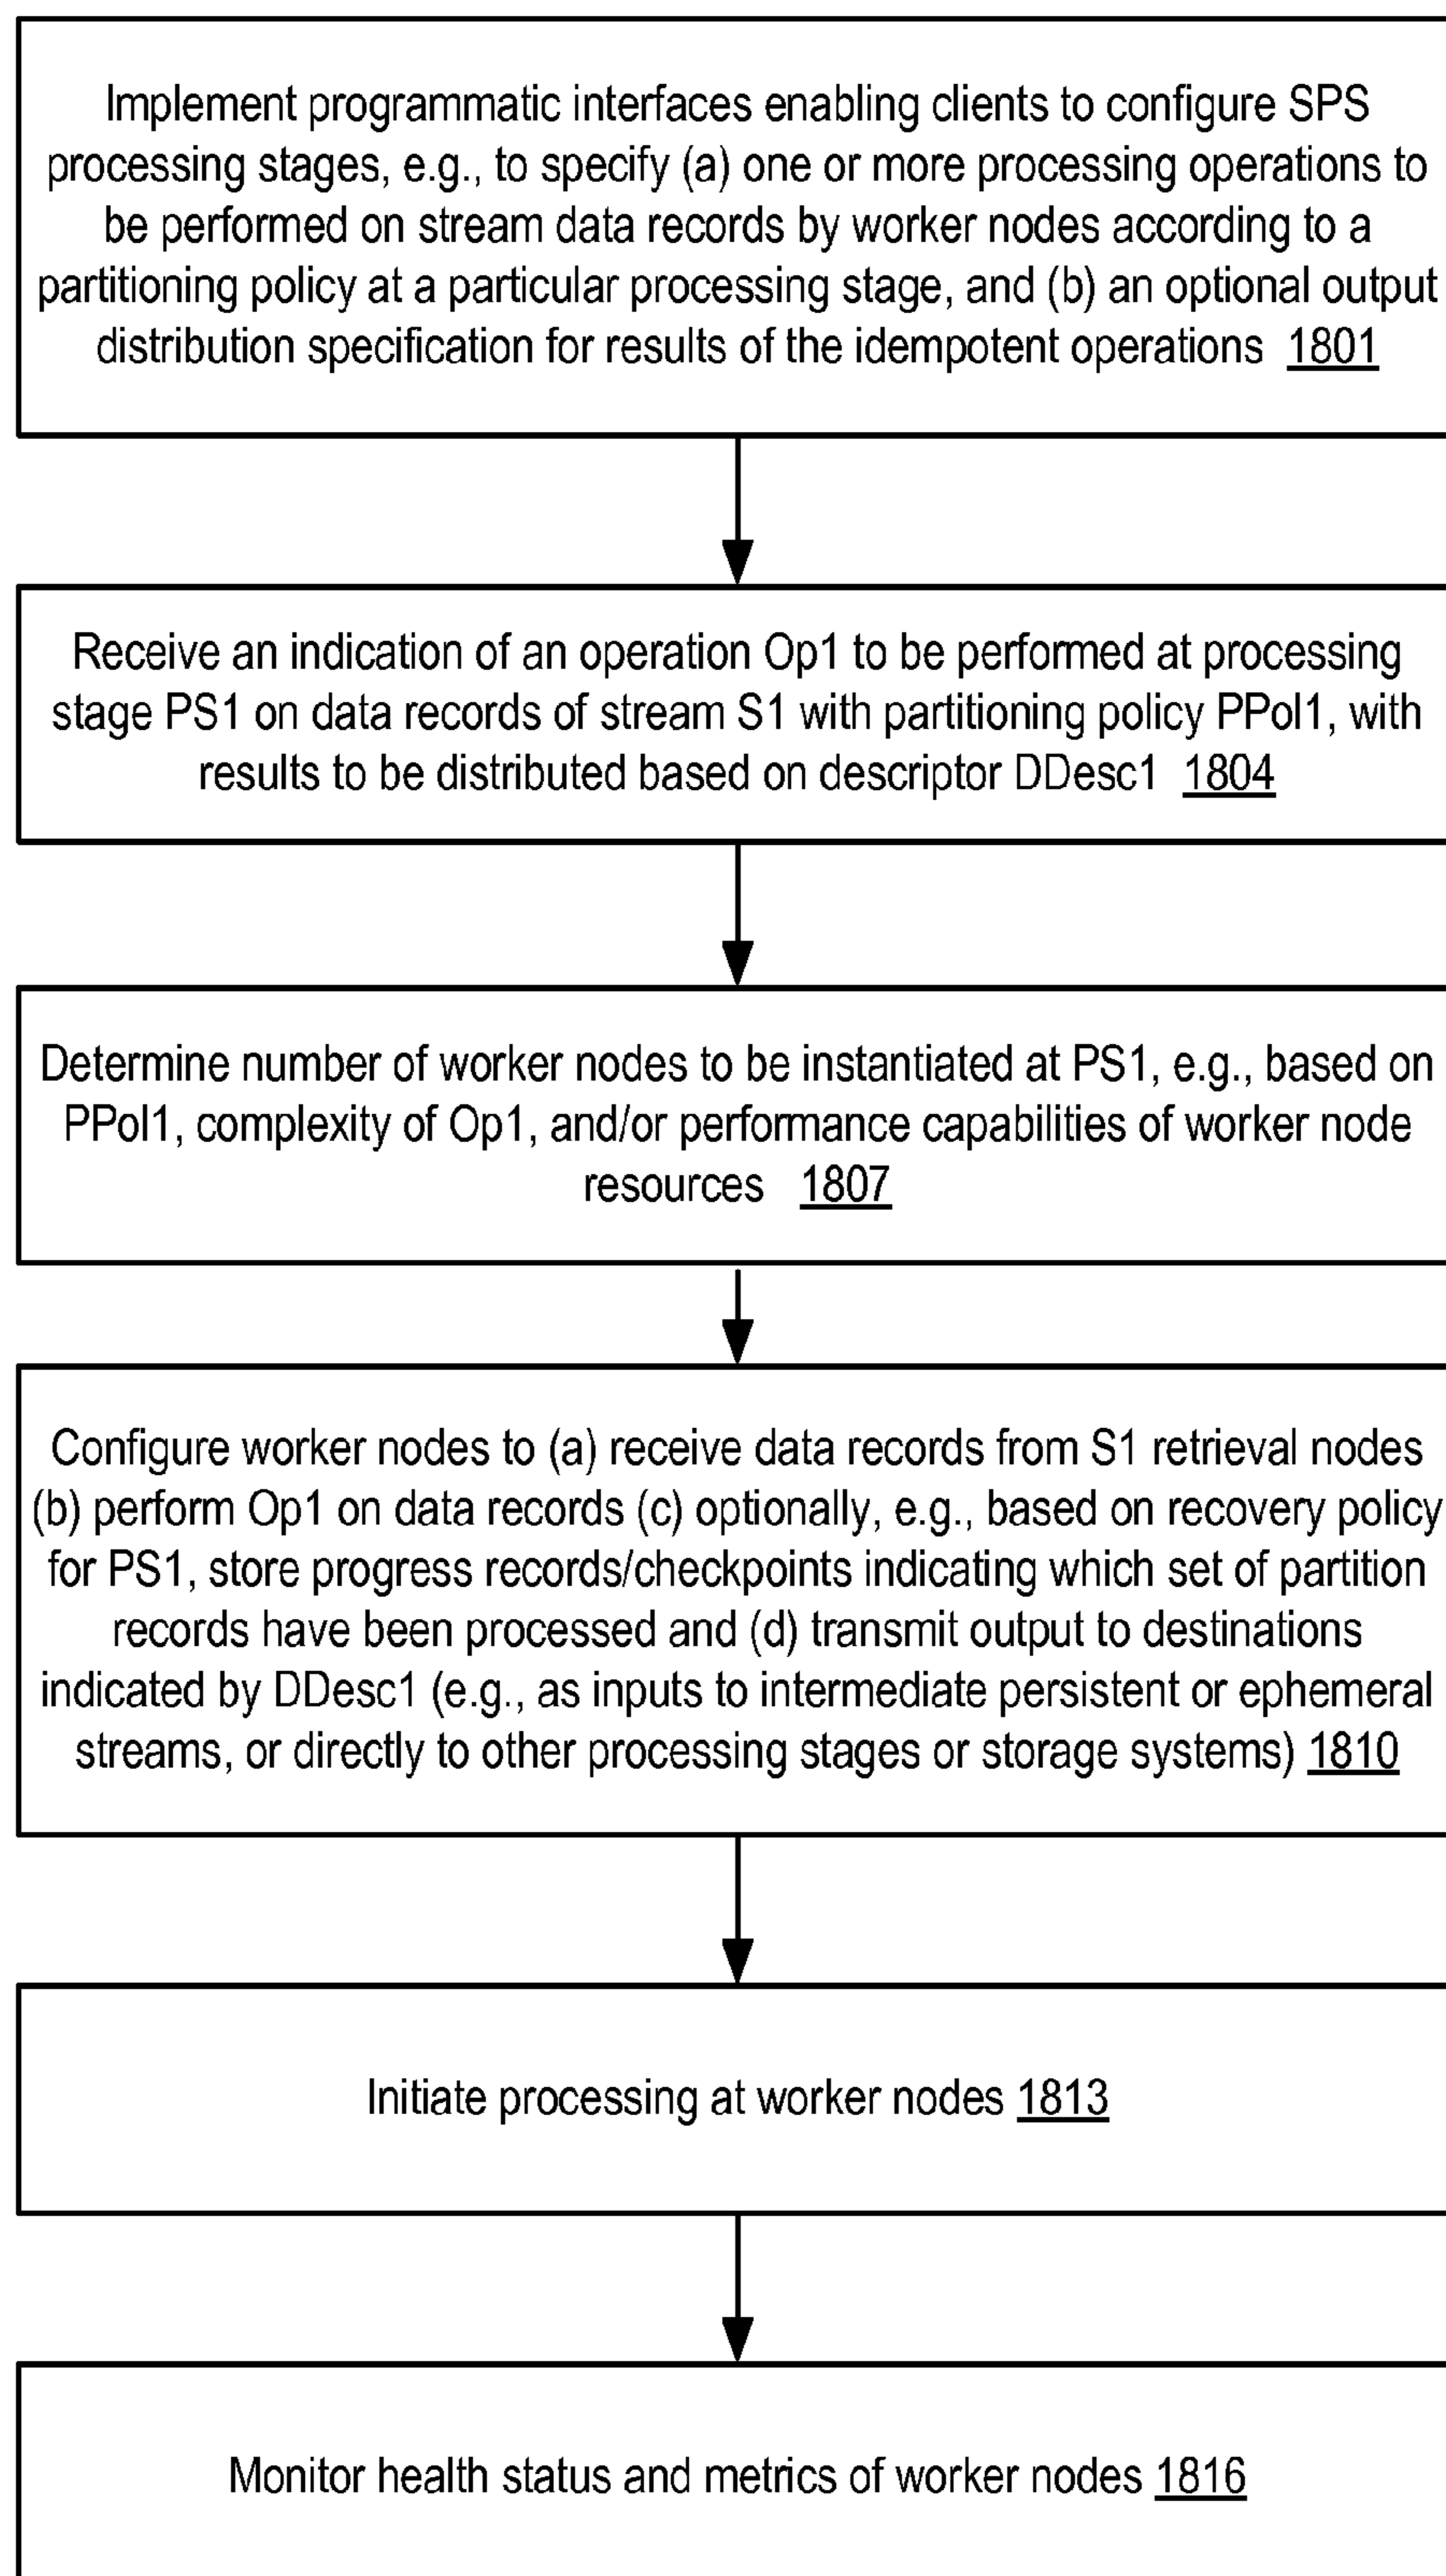 Implement programmatic interfaces enabling clients to configure SPS
processing stages, e.g., to specify (a) one or more processing operations to
be performed on stream data records by worker nodes according to a
partitioning policy at a particular processing stage, and (b) an optional output
distribution specification for results of the idempotent operations 1801
Receive an indication of an operation Op1 to be performed at processing
stage PS1 on data records of stream S1 with partitioning policy PPol1, with
results to be distributed based on descriptor DDesc1 1804
Determine number of worker nodes to be instantiated at PS1, e.g., based on
PPol1, complexity of Op1, and/or performance capabilities of worker node
resources 1807
Configure worker nodes to (a) receive data records from S1 retrieval nodes
(b) perform Op1 on data records (c) optionally, e.g., based on recovery policy
for PS1, store progress records/checkpoints indicating which set of partition
records have been processed and (d) transmit output to destinations
indicated by DDesc1 (e.g., as inputs to intermediate persistent or ephemeral
streams, or directly to other processing stages or storage systems) 1810
Initiate processing at worker nodes 1813
Monitor health status and metrics of worker nodes 1816